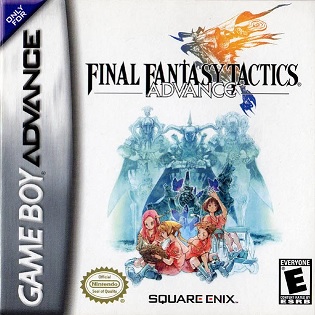 ONLY
FOR
GAME BOY ADVANCE
FINAL FANTASY TACTICS
ADVANCE
Official
Nintendo
Seal of Quality
SQUARE ENIX
EVERYONE
E
CONTENT RATED BY
ESRB